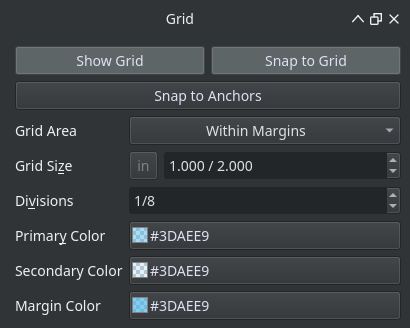 Grid
Show Grid Snap to Grid
Snap to Anchors
Grid Area Within Margins
Grid Size in 1.000 / 2.000
Divisions 1/8
Primary Color #3DAEE9
Secondary Color #3DAEE9
Margin Color #3DAEE9